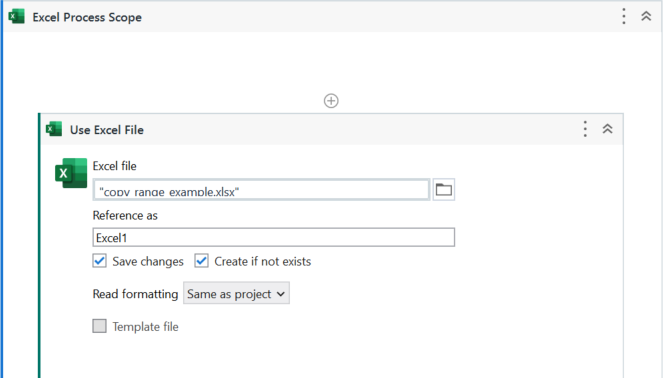 Excel Process Scope
Use Excel File
Excel file
"copy_range_example.xlsx"
Reference as
Excel1
Save changes Create if not exists
Read formatting Same as project
Template file